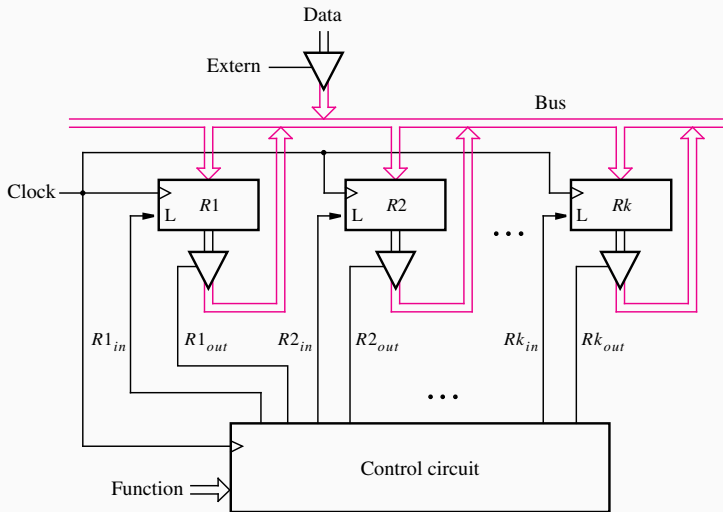 Data
Extern
Bus
Clock
R1
R2
Rk
L
L
L
...
R1in
R1out
R2in
R2out
Rkin
Rkout
...
Control circuit
Function